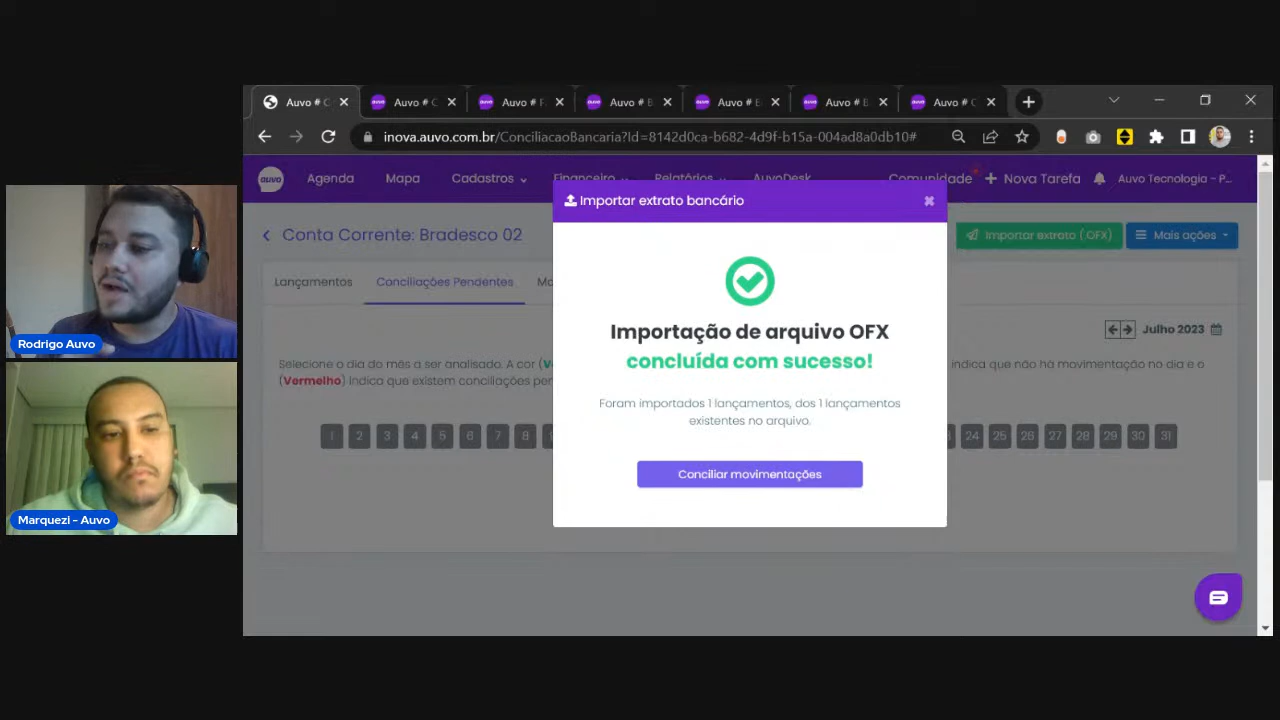 Auvo # C
Auvo # C
Auvo # F
Auvo # B
Auvo # B
Auvo # B
Auvo # C
inova.auvo.com.br/ConciliacaoBancaria?Id=8142d0ca-b682-4d9f-b15a-004ad8a0db10#
auvo
Agenda
Mapa
Cadastros
Financeiro
Relatórios
AuvoDesk
Comunidade
+ Nova Tarefa
Auvo Tecnologia - P...
Importar extrato bancário
Conta Corrente: Bradesco 02
Importar extrato (.OFX)
Mais ações
Lançamentos
Conciliações Pendentes
Mo
Julho 2023
Importação de arquivo OFX
concluída com sucesso!
Selecione o dia do mês a ser analisado. A cor (V
indica que não há movimentação no dia e o
(Vermelho) Indica que existem conciliações pen
Foram importados 1 lançamentos, dos 1 lançamentos
existentes no arquivo.
1 2 3 4 5 6 7 8
24 25 26 27 28 29 30 31
Conciliar movimentações
Rodrigo Auvo
Marquezi - Auvo